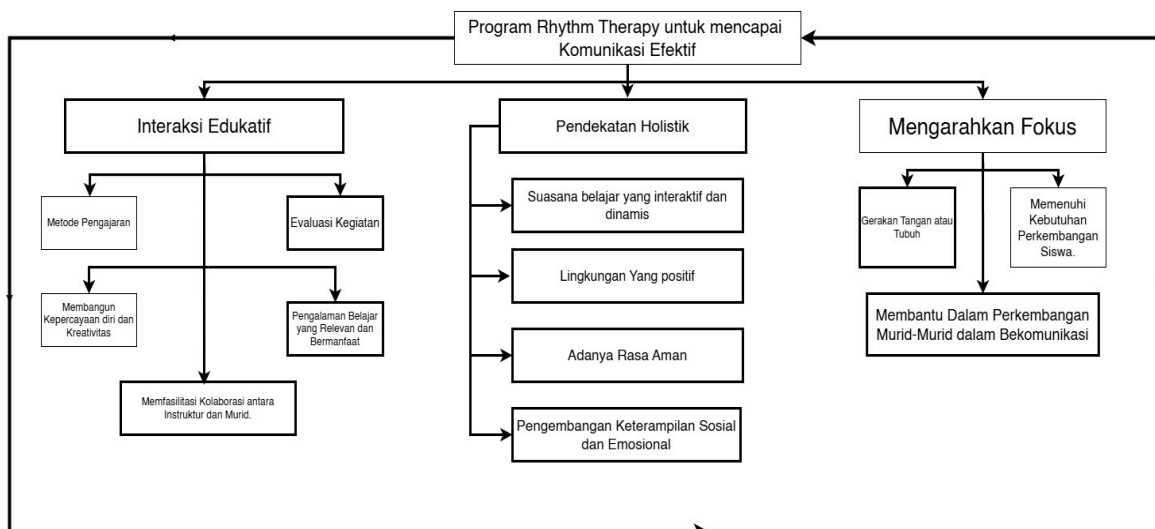 Program Rhythm Therapy untuk mencapai
Komunikasi Efektif
Interaksi Edukatif
Metode Pengajaran
Evaluasi Kegiatan
Membangun
Kepercayaan diri dan
Kreativitas
Pengalaman Belajar
yang Relevan dan
Bermanfaat
Memfasilitasi Kolaborasi antara
Instruktur dan Murid.
Pendekatan Holistik
Suasana belajar yang interaktif dan
dinamis
Lingkungan Yang positif
Adanya Rasa Aman
Pengembangan Keterampilan Sosial
dan Emosional
Mengarahkan Fokus
Gerakan Tangan atau
Tubuh
Memenuhi
Kebutuhan
Perkembangan
Siswa.
Membantu Dalam Perkembangan
Murid-Murid dalam Bekomunikasi